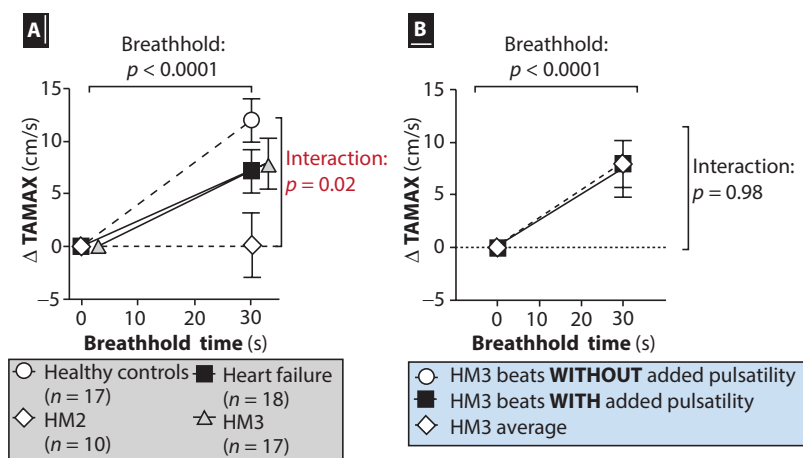 A
Breathhold:
p < 0.0001
Δ TAMAX (cm/s)
15
10
5
0
−5
0 10 20 30
Breathhold time (s)
Interaction:
p = 0.02
Healthy controls
(n = 17)
Heart failure
(n = 18)
HM2
(n = 10)
HM3
(n = 17)
B
Breathhold:
p < 0.0001
Δ TAMAX (cm/s)
15
10
5
0
−5
0 10 20 30
Breathhold time (s)
Interaction:
p = 0.98
HM3 beats WITHOUT added pulsatility
HM3 beats WITH added pulsatility
HM3 average